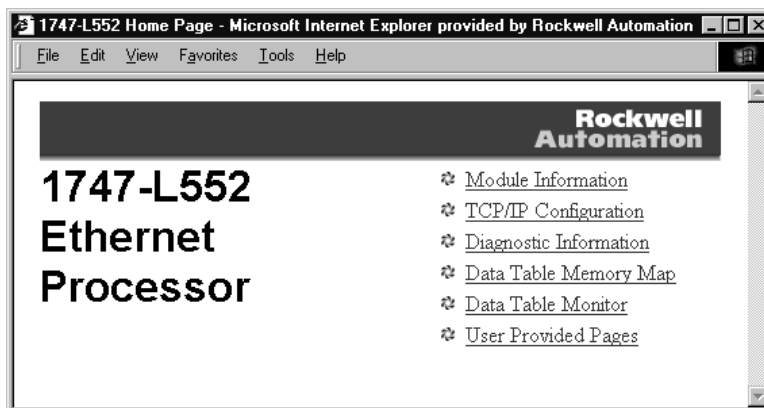 1747-L552 Home Page - Microsoft Internet Explorer provided by Rockwell Automation
File Edit View Favorites Tools Help
Rockwell
Automation
1747-L552
Ethernet
Processor
Module Information
TCP/IP Configuration
Diagnostic Information
Data Table Memory Map
Data Table Monitor
User Provided Pages